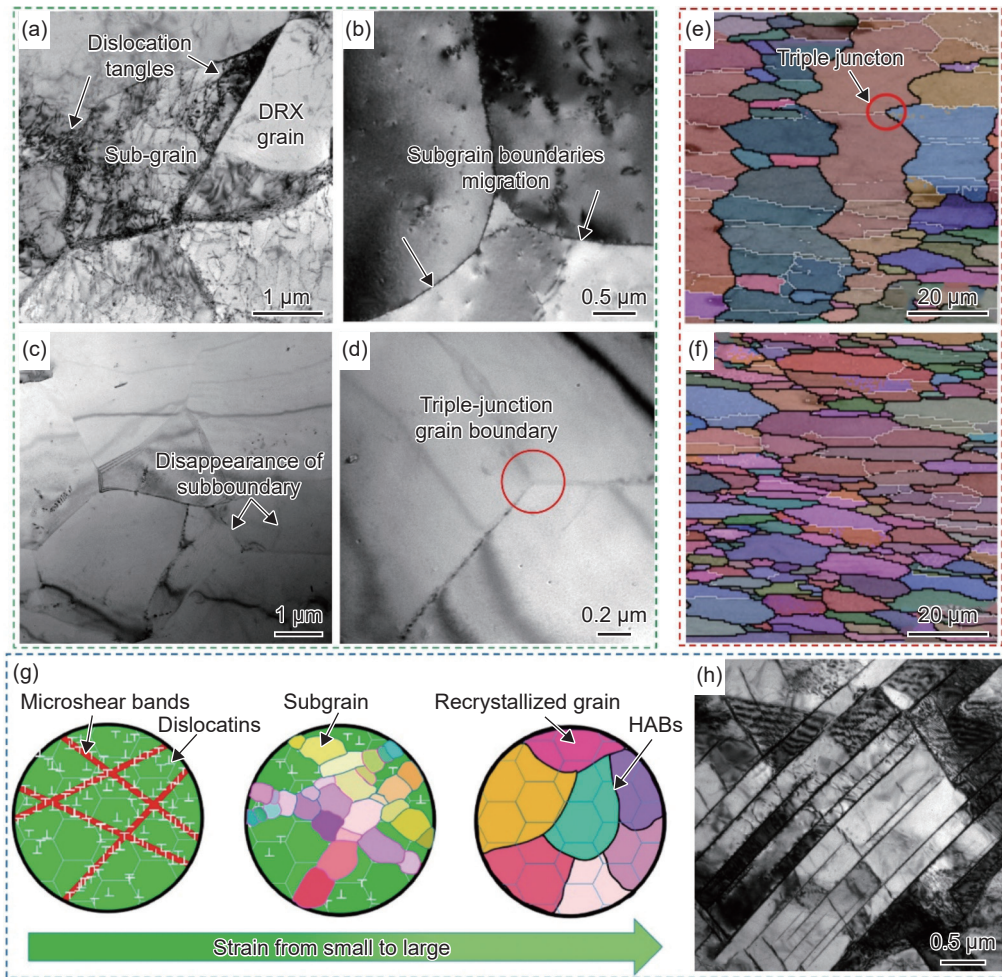 (a)
Dislocation
tangles
DRX
grain
Sub-grain
1 μm
(b)
Subgrain boundaries
migration
0.5 μm
(e)
Triple juncton
20 μm
(c)
Disappearance of
subboundary
1 μm
(d)
Triple-junction
grain boundary
0.2 μm
(f)
20 μm
(g)
Microshear bands
Dislocatins
Subgrain
Recrystallized grain
HABs
Strain from small to large
(h)
0.5 μm